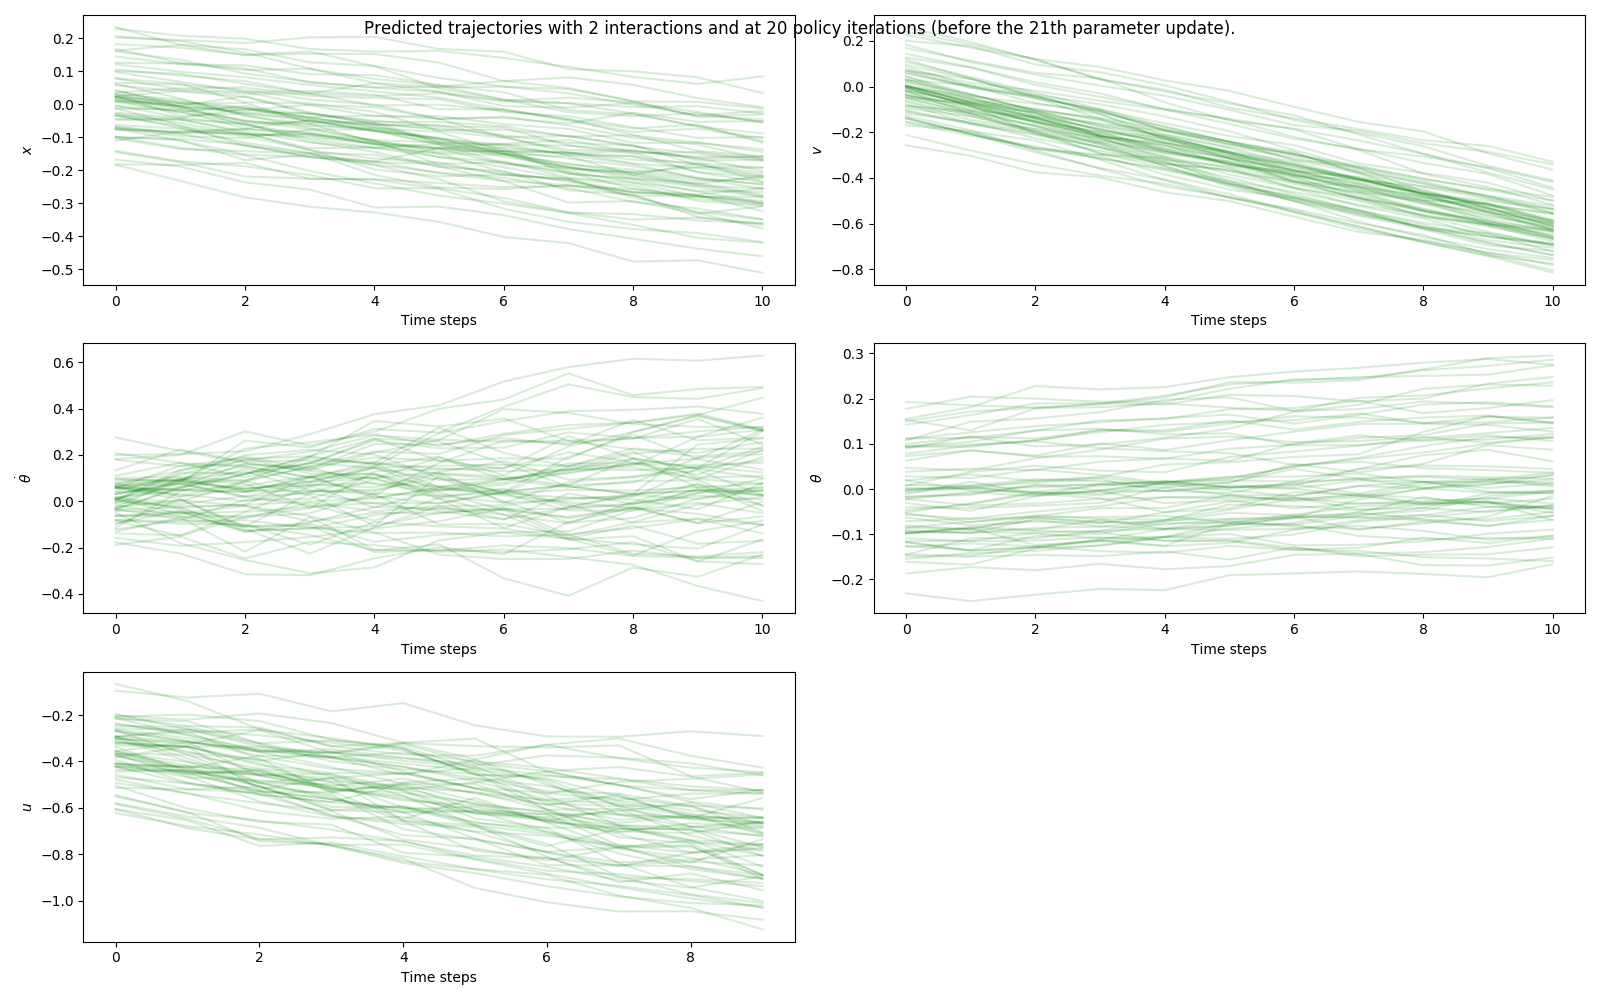 Predicted trajectories with 2 interactions and at 20 policy iterations (before the 21th parameter update).
0.2
0.1
0.0
−0.1
−0.2
−0.3
−0.4
−0.5
x
0 2 4 6 8 10
Time steps
0.2
0.0
−0.2
−0.4
−0.6
−0.8
v
0 2 4 6 8 10
Time steps
0.6
0.4
0.2
0.0
−0.2
−0.4
θ̇
0 2 4 6 8 10
Time steps
0.3
0.2
0.1
0.0
−0.1
−0.2
θ
0 2 4 6 8 10
Time steps
−0.2
−0.4
−0.6
−0.8
−1.0
u
0 2 4 6 8
Time steps